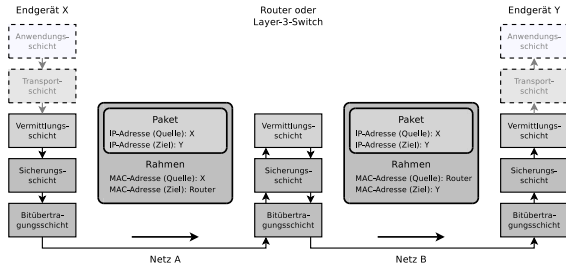 Endgerät X
Anwendungs-
schicht
Transport-
schicht
Vermittlungs-
schicht
Sicherungs-
schicht
Bitübertra-
gungsschicht
Paket
IP-Adresse (Quelle): X
IP-Adresse (Ziel): Y
Rahmen
MAC-Adresse (Quelle): X
MAC-Adresse (Ziel): Router
Netz A
Router oder
Layer-3-Switch
Vermittlungs-
schicht
Sicherungs-
schicht
Bitübertra-
gungsschicht
Paket
IP-Adresse (Quelle): X
IP-Adresse (Ziel): Y
Rahmen
MAC-Adresse (Quelle): Router
MAC-Adresse (Ziel): Y
Netz B
Endgerät Y
Anwendungs-
schicht
Transport-
schicht
Vermittlungs-
schicht
Sicherungs-
schicht
Bitübertra-
gungsschicht